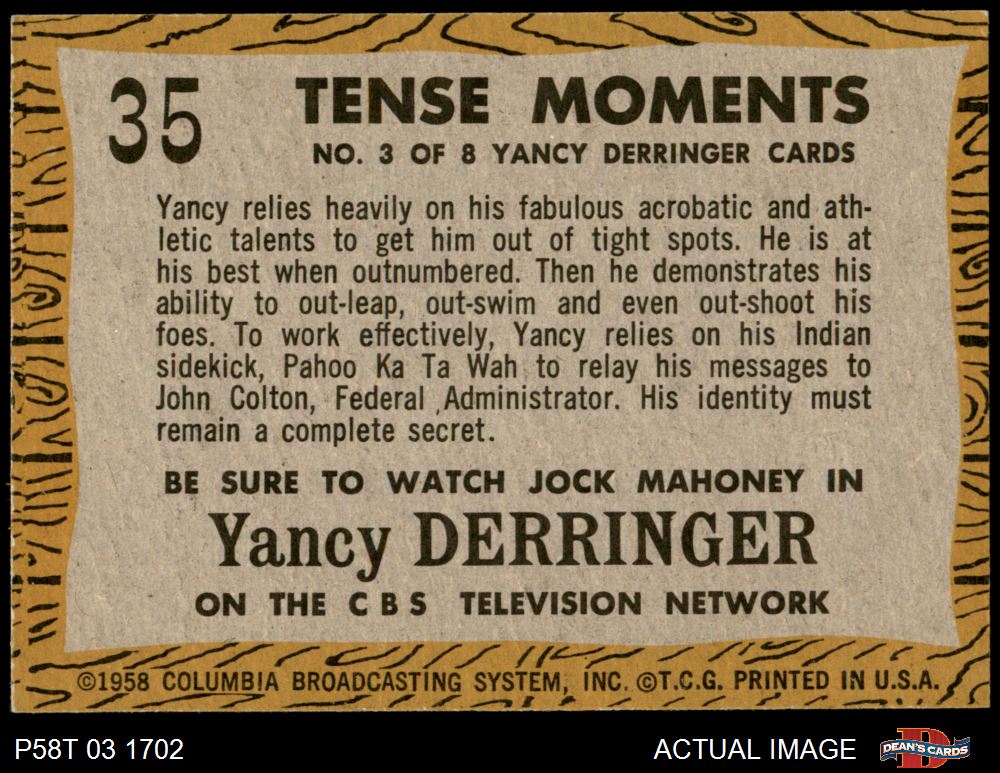 35
TENSE MOMENTS
NO. 3 OF 8 YANCY DERRINGER CARDS
Yancy relies heavily on his fabulous acrobatic and ath-
letic talents to get him out of tight spots. He is at
his best when outnumbered. Then he demonstrates his
ability to out-leap, out-swim and even out-shoot his
foes. To work effectively, Yancy relies on his Indian
sidekick, Pahoo Ka Ta Wah to relay his messages to
John Colton, Federal Administrator. His identity must
remain a complete secret.
BE SURE TO WATCH JOCK MAHONEY IN
Yancy DERRINGER
ON THE CBS TELEVISION NETWORK
©1958 COLUMBIA BROADCASTING SYSTEM, INC. ©T.C.G. PRINTED IN U.S.A.
P58T 03 1702
ACTUAL IMAGE
D
DEAN'S CARDS